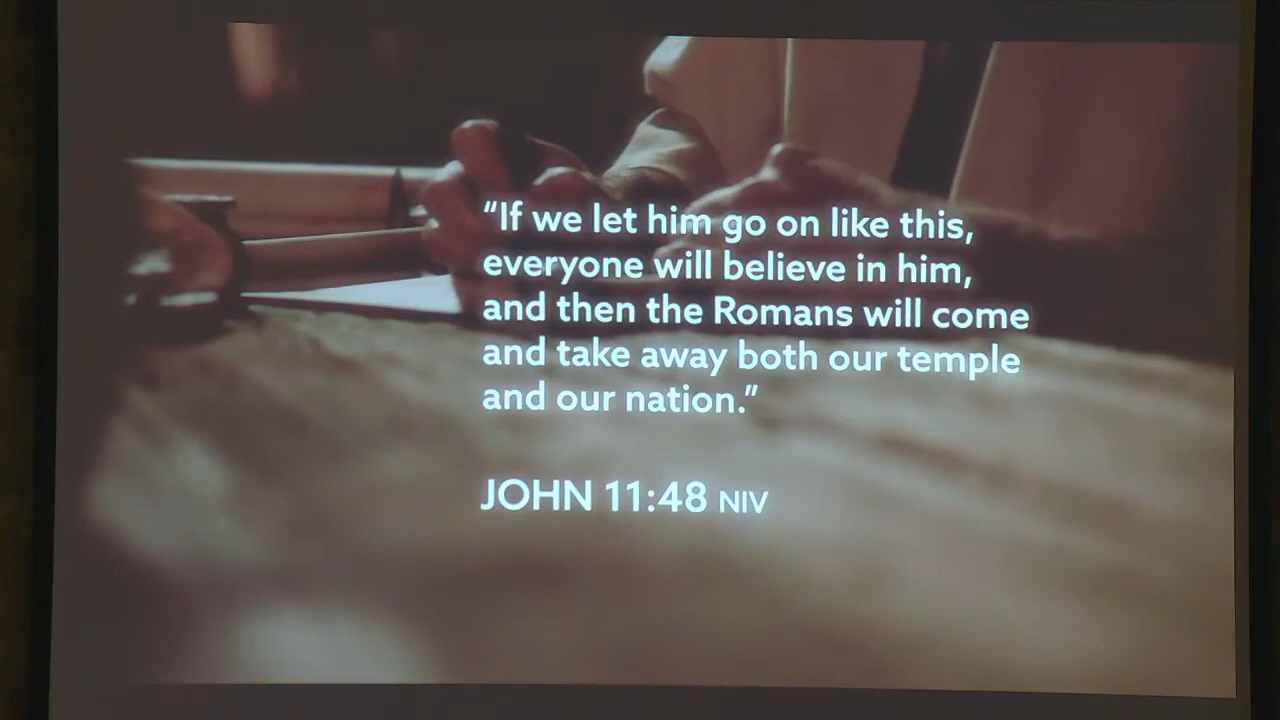 “If we let him go on like this,
everyone will believe in him,
and then the Romans will come
and take away both our temple
and our nation.”
JOHN 11:48 NIV